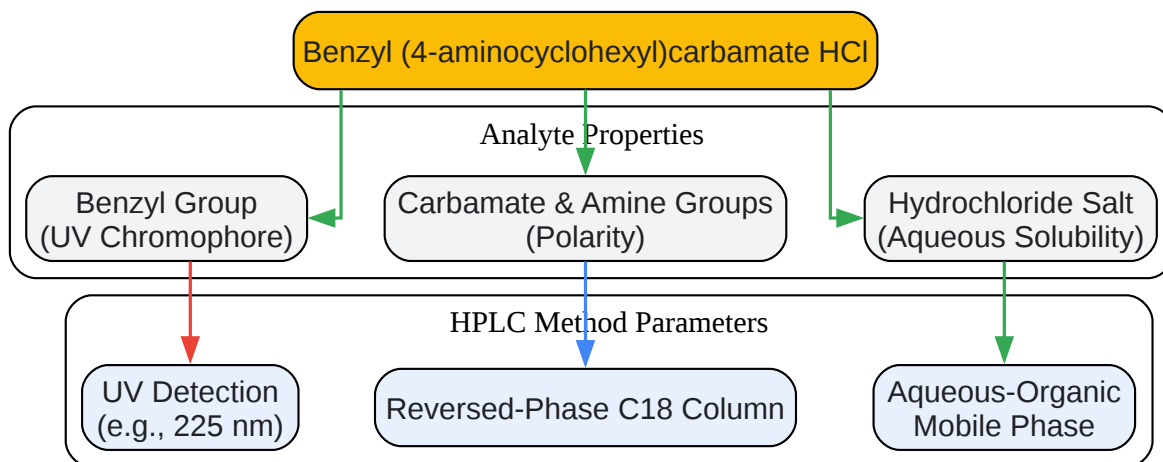 Benzyl (4-aminocyclohexyl)carbamate HCl
Analyte Properties
Benzyl Group
(UV Chromophore)
Carbamate & Amine Groups
(Polarity)
Hydrochloride Salt
(Aqueous Solubility)
HPLC Method Parameters
UV Detection
(e.g., 225 nm)
Reversed-Phase C18 Column
Aqueous-Organic
Mobile Phase